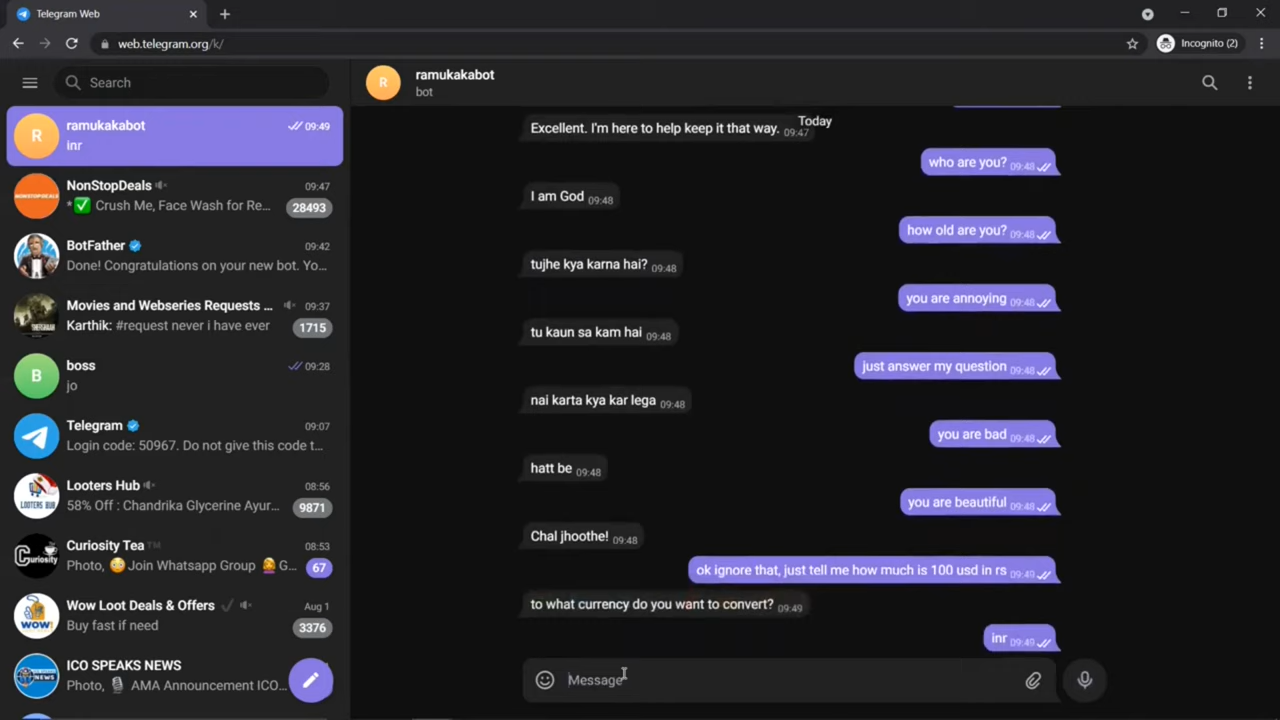 Telegram Web
web.telegram.org/k/
Incognito (2)
Search
ramukakabot
09:49
inr
NonStopDeals
09:47
*✅ Crush Me, Face Wash for Re...
28493
BotFather
09:42
Done! Congratulations on your new bot. Yo...
Movies and Webseries Requests ...
09:37
Karthik: #request never i have ever
1715
B
boss
09:28
jo
Telegram
09:07
Login code: 50967. Do not give this code t...
Looters Hub
08:56
58% Off : Chandrika Glycerine Ayur...
9871
Curiosity Tea™
08:53
Photo, 😳Join Whatsapp Group 👩‍🦰G...
67
Wow Loot Deals & Offers
Aug 1
Buy fast if need
3376
ICO SPEAKS NEWS
Photo, 🎙 AMA Announcement ICO...
R
R
ramukakabot
bot
Today
Excellent. I'm here to help keep it that way. 09:47
who are you? 09:48
I am God 09:48
how old are you? 09:48
tujhe kya karna hai? 09:48
you are annoying 09:48
tu kaun sa kam hai 09:48
just answer my question 09:48
nai karta kya kar lega 09:48
you are bad 09:48
hatt be 09:48
you are beautiful 09:48
Chal jhoothe! 09:48
ok ignore that, just tell me how much is 100 usd in rs 09:49
to what currency do you want to convert? 09:49
inr 09:49
Message